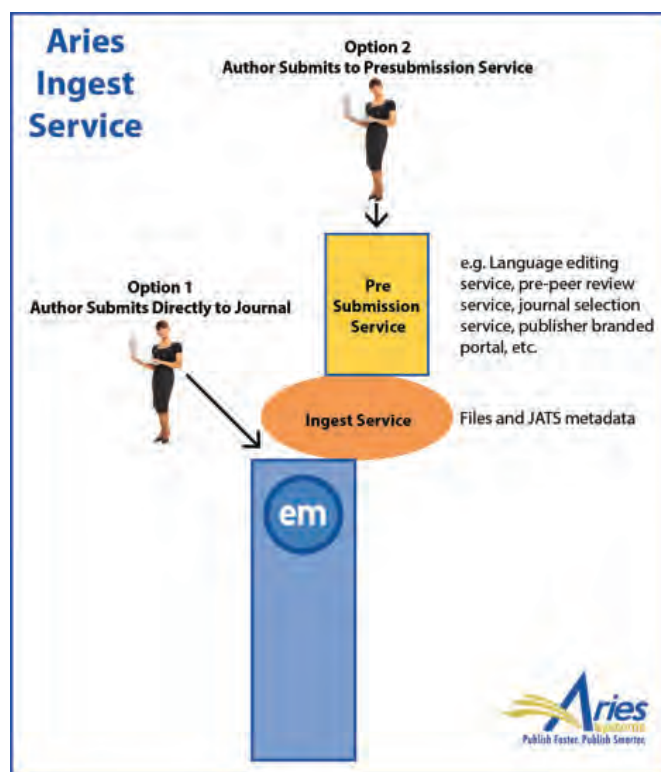 Aries
Ingest
Service
Option 2
Author Submits to Presubmission Service
Pre
Submission
Service
e.g. Language editing
service, pre-peer review
service, journal selection
service, publisher branded
portal, etc.
Option 1
Author Submits Directly to Journal
Ingest Service
Files and JATS metadata
em
Aries
Publish Faster. Publish Smarter.